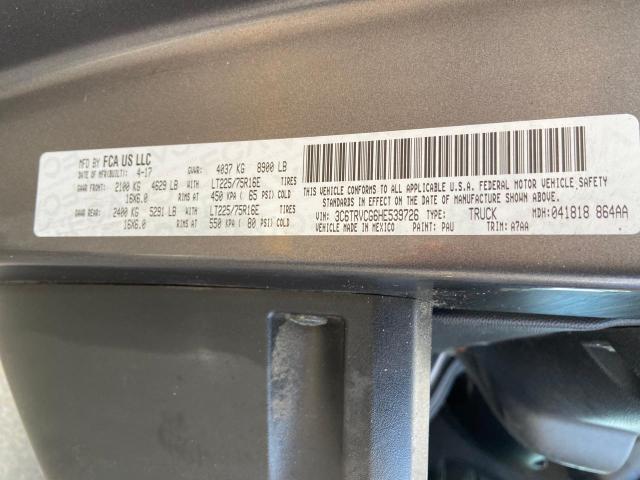 MFD BY FCA US LLC
DATE OF MFR(BUILT): 4-17 GVWR: 4037 KG 8900 LB
GAWR FRONT: 2100 KG 4629 LB WITH LT225/75R16E TIRES
16X6.0 450 KPA ( 65 PSI) COLD
GAWR REAR: 2400 KG 5291 LB WITH LT225/75R16E TIRES
16X6.0 550 KPA ( 80 PSI) COLD
THIS VEHICLE CONFORMS TO ALL APPLICABLE U.S.A. FEDERAL MOTOR VEHICLE SAFETY
STANDARDS IN EFFECT ON THE DATE OF MANUFACTURE SHOWN ABOVE.
VIN: 3C6TRVCG6HE539726 TYPE: TRUCK MDH: 041818 864AA
VEHICLE MADE IN MEXICO PAINT: PAU TRIM: A7AA